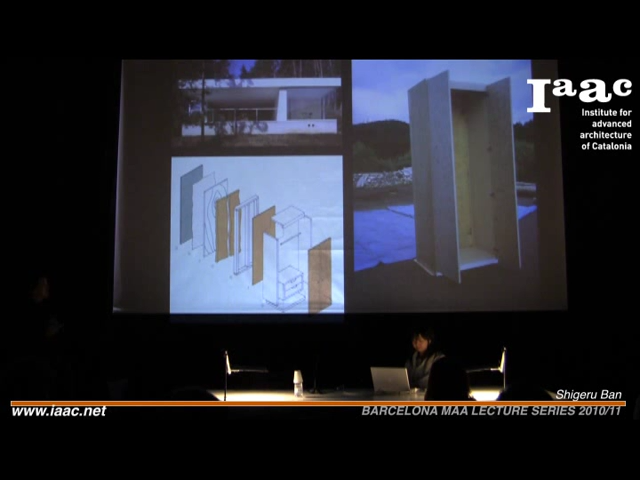 Iaac
Institute for
advanced
architecture
of Catalonia
Shigeru Ban
www.iaac.net
BARCELONA MAA LECTURE SERIES 2010/11